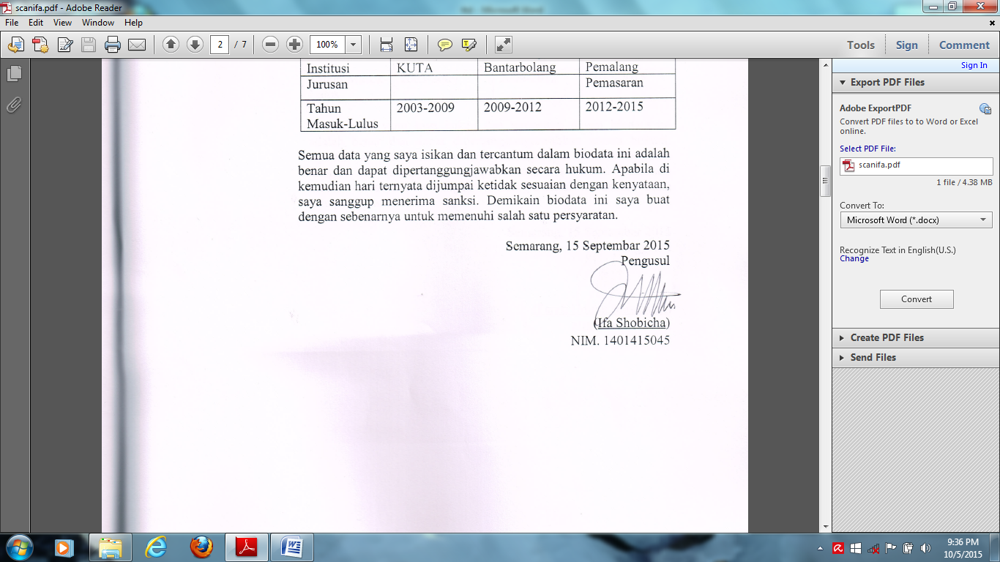 scanifa.pdf - Adobe Reader
File Edit View Window Help
2 / 7 100% Tools Sign Comment
Sign In
Export PDF Files
Adobe ExportPDF
Convert PDF files to to Word or Excel
online.
Select PDF File:
scanifa.pdf
1 file / 4.38 MB
Convert To:
Microsoft Word (*.docx)
Recognize Text in English(U.S.)
Change
Convert
Create PDF Files
Send Files
Institusi KUTA Bantarbolang Pemalang
Jurusan Pemasaran
Tahun 2003-2009 2009-2012 2012-2015
Masuk-Lulus
Semua data yang saya isikan dan tercantum dalam biodata ini adalah
benar dan dapat dipertanggungjawabkan secara hukum. Apabila di
kemudian hari ternyata dijumpai ketidak sesuaian dengan kenyataan,
saya sanggup menerima sanksi. Demikain biodata ini saya buat
dengan sebenarnya untuk memenuhi salah satu persyaratan.
Semarang, 15 Septembar 2015
Pengusul
(Ifa Shobicha)
NIM. 1401415045
9:36 PM
10/5/2015